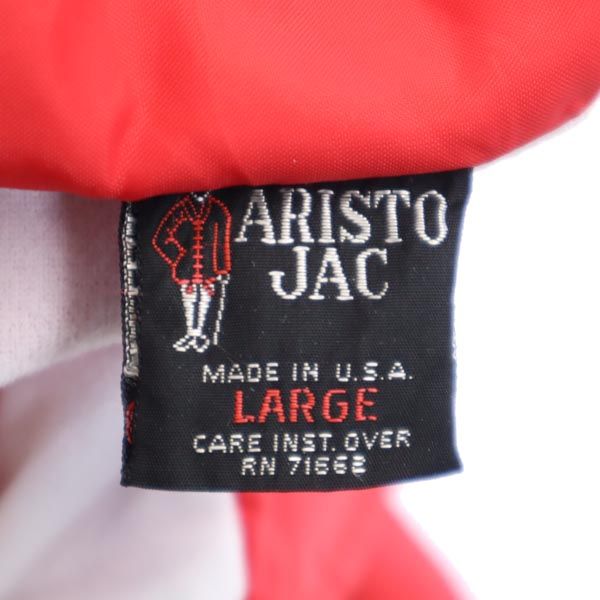 ARISTO
JAC
MADE IN U.S.A.
LARGE
CARE INST. OVER
RN 71662